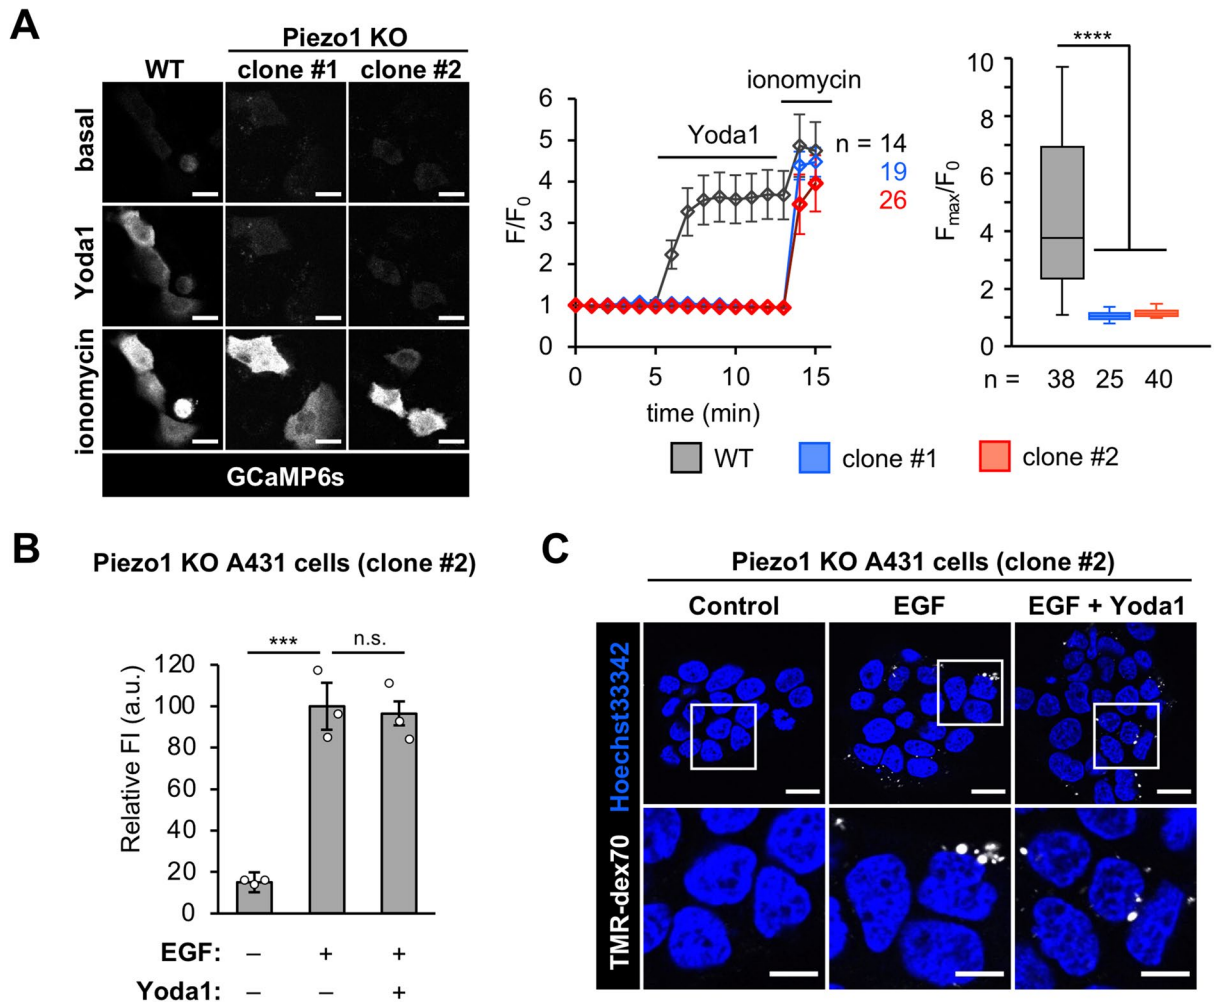 A
Piezo1 KO
WT clone #1 clone #2
basal
Yoda1
ionomycin
GCaMP6s
F/F0
6
5
4
3
2
1
0
0 5 10 15
time (min)
Yoda1
ionomycin
n = 14
19
26
Fmax/F0
10
8
6
4
2
0
****
n = 38 25 40
WT clone #1 clone #2
B
Piezo1 KO A431 cells (clone #2)
Relative FI (a.u.)
120
100
80
60
40
20
0
*** n.s.
EGF: – + +
Yoda1: – – +
C
Piezo1 KO A431 cells (clone #2)
Control EGF EGF + Yoda1
TMR-dex70 Hoechst33342